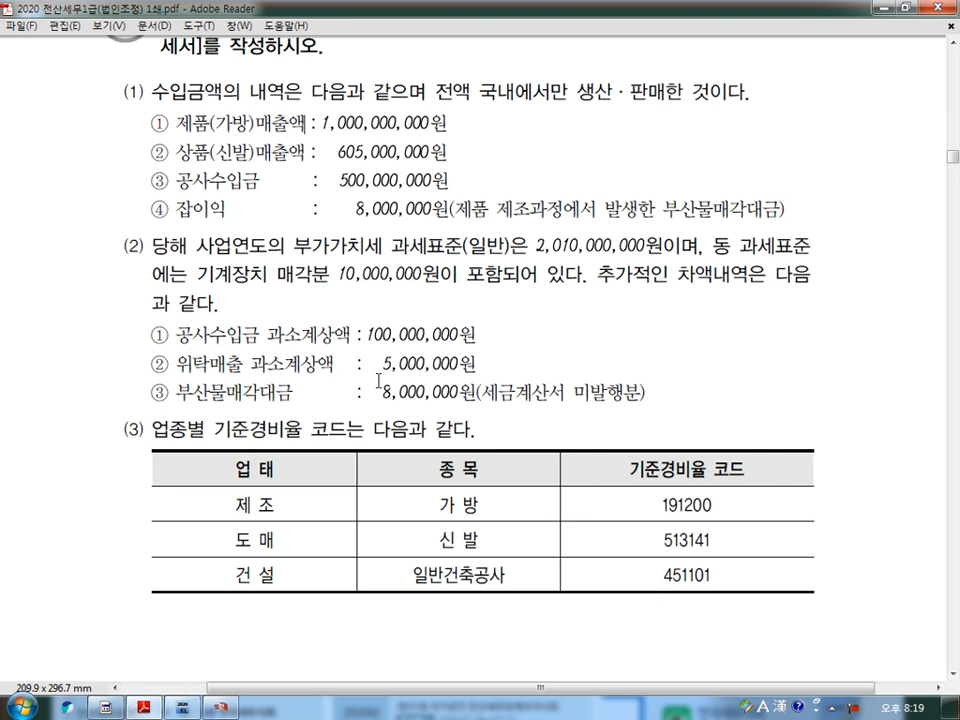 2020 전산세무1급(법인조정) 1쇄.pdf - Adobe Reader
파일(F) 편집(E) 보기(V) 문서(D) 도구(T) 창(W) 도움말(H)
세서]를 작성하시오.
(1) 수입금액의 내역은 다음과 같으며 전액 국내에서만 생산·판매한 것이다.
① 제품(가방)매출액 : 1,000,000,000원
② 상품(신발)매출액 : 605,000,000원
③ 공사수입금 : 500,000,000원
④ 잡이익 : 8,000,000원(제품 제조과정에서 발생한 부산물매각대금)
(2) 당해 사업연도의 부가가치세 과세표준(일반)은 2,010,000,000원이며, 동 과세표준
에는 기계장치 매각분 10,000,000원이 포함되어 있다. 추가적인 차액내역은 다음
과 같다.
① 공사수입금 과소계상액 : 100,000,000원
② 위탁매출 과소계상액 : 5,000,000원
③ 부산물매각대금 : 8,000,000원(세금계산서 미발행분)
(3) 업종별 기준경비율 코드는 다음과 같다.
업 태 종 목 기준경비율 코드
제 조 가 방 191200
도 매 신 발 513141
건 설 일반건축공사 451101
209.9 x 296.7 mm
A 漢 오후 8:19